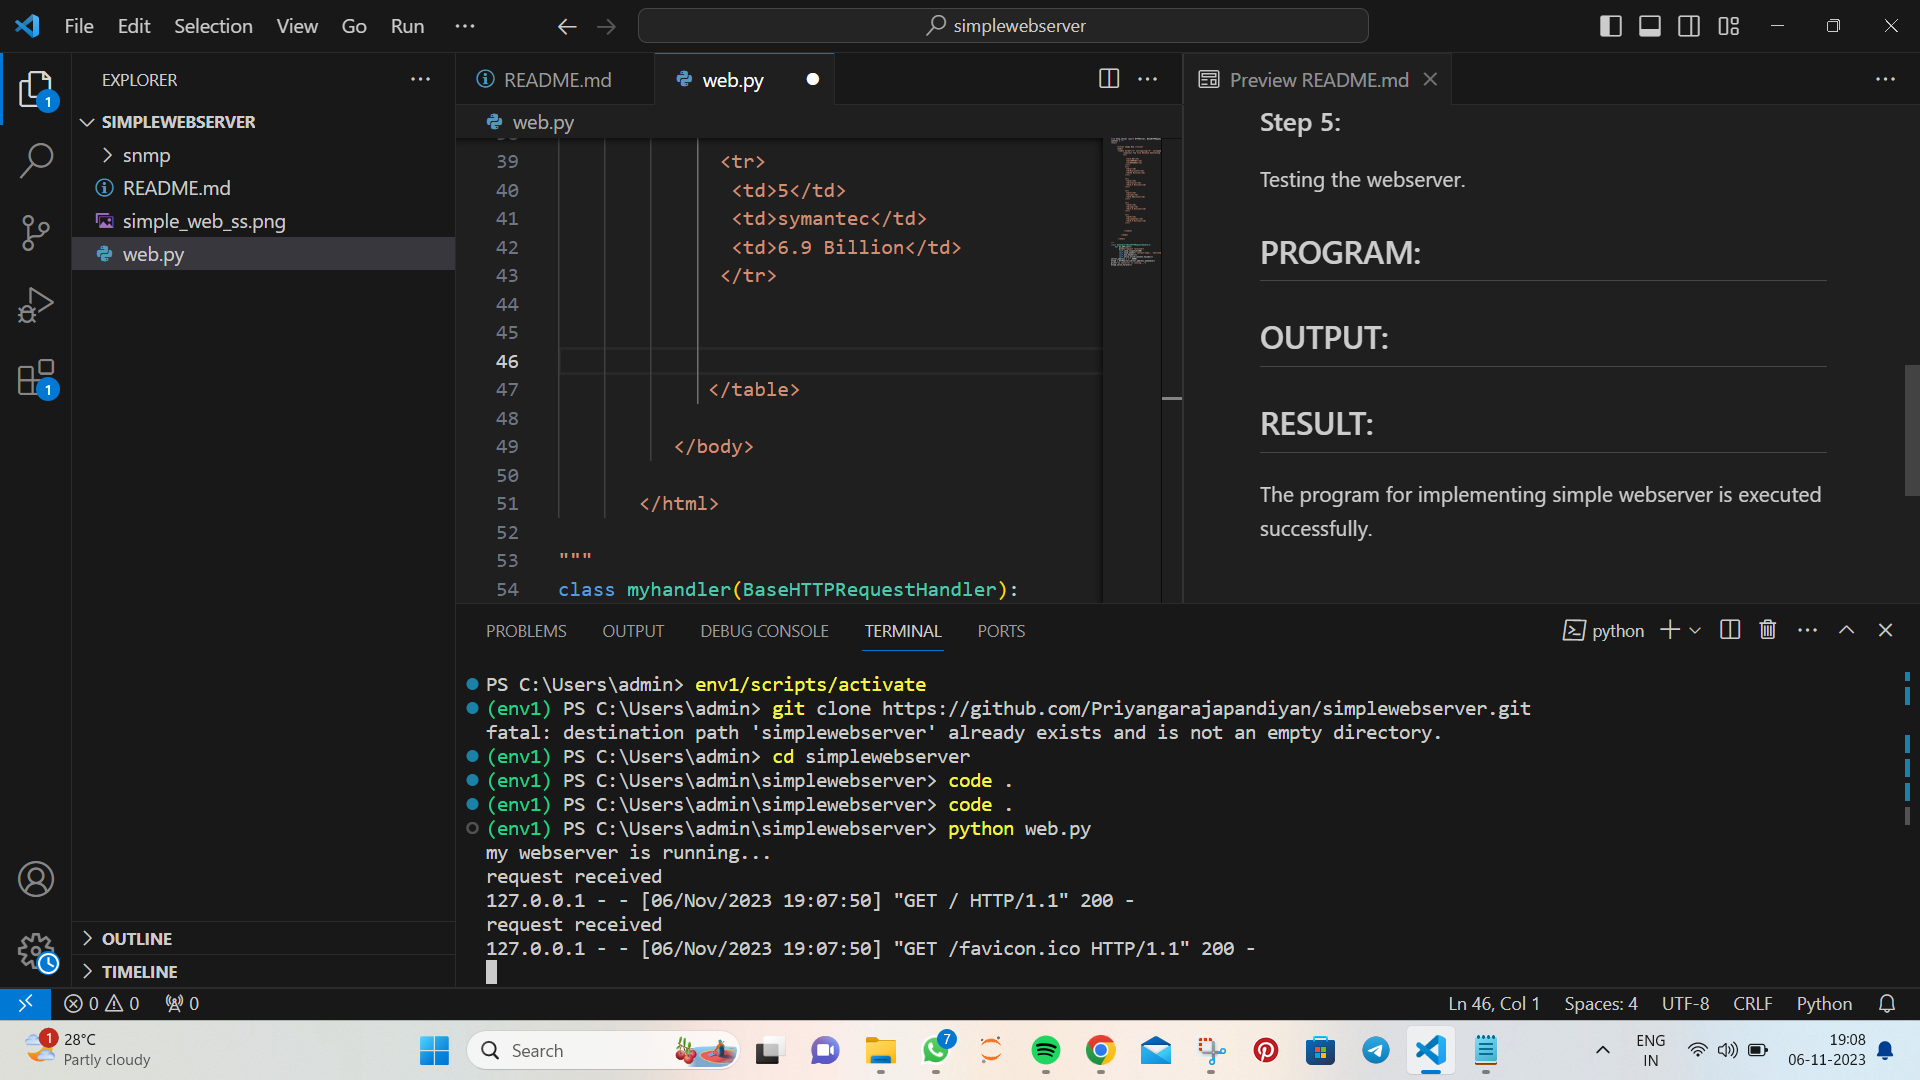 File Edit Selection View Go Run ··· simplewebserver
EXPLORER ···
SIMPLEWEBSERVER
snmp
README.md
simple_web_ss.png
web.py
1
1
OUTLINE
TIMELINE
README.md web.py ···
web.py
39 <tr>
40 <td>5</td>
41 <td>symantec</td>
42 <td>6.9 Billion</td>
43 </tr>
44
45
46
47 </table>
48
49 </body>
50
51 </html>
52
53 """
54 class myhandler(BaseHTTPRequestHandler):
Preview README.md ···
Step 5:
Testing the webserver.
PROGRAM:
OUTPUT:
RESULT:
The program for implementing simple webserver is executed
successfully.
PROBLEMS OUTPUT DEBUG CONSOLE TERMINAL PORTS python ···
PS C:\Users\admin> env1/scripts/activate
(env1) PS C:\Users\admin> git clone https://github.com/Priyangarajapandiyan/simplewebserver.git
fatal: destination path 'simplewebserver' already exists and is not an empty directory.
(env1) PS C:\Users\admin> cd simplewebserver
(env1) PS C:\Users\admin\simplewebserver> code .
(env1) PS C:\Users\admin\simplewebserver> code .
(env1) PS C:\Users\admin\simplewebserver> python web.py
my webserver is running...
request received
127.0.0.1 - - [06/Nov/2023 19:07:50] "GET / HTTP/1.1" 200 -
request received
127.0.0.1 - - [06/Nov/2023 19:07:50] "GET /favicon.ico HTTP/1.1" 200 -
0 0 0 Ln 46, Col 1 Spaces: 4 UTF-8 CRLF Python
1 28°C
Partly cloudy
Search
7
ENG
IN
19:08
06-11-2023